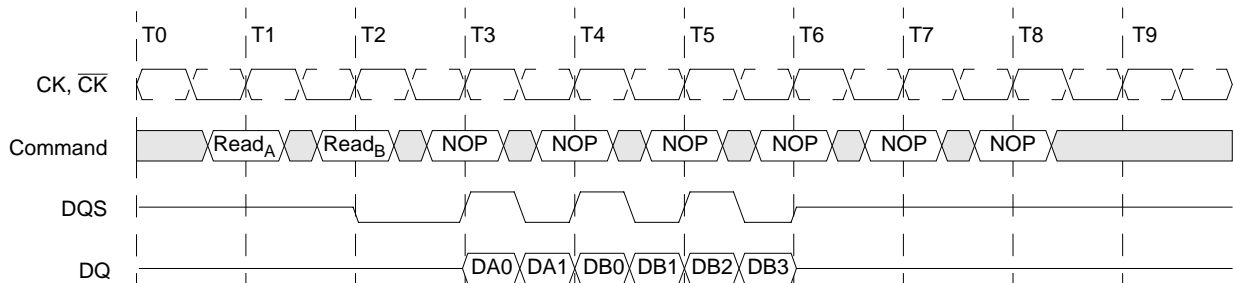 T0 T1 T2 T3 T4 T5 T6 T7 T8 T9
CK, C̅K̅
Command Read_A Read_B NOP NOP NOP NOP NOP NOP
DQS
DQ DA0 DA1 DB0 DB1 DB2 DB3